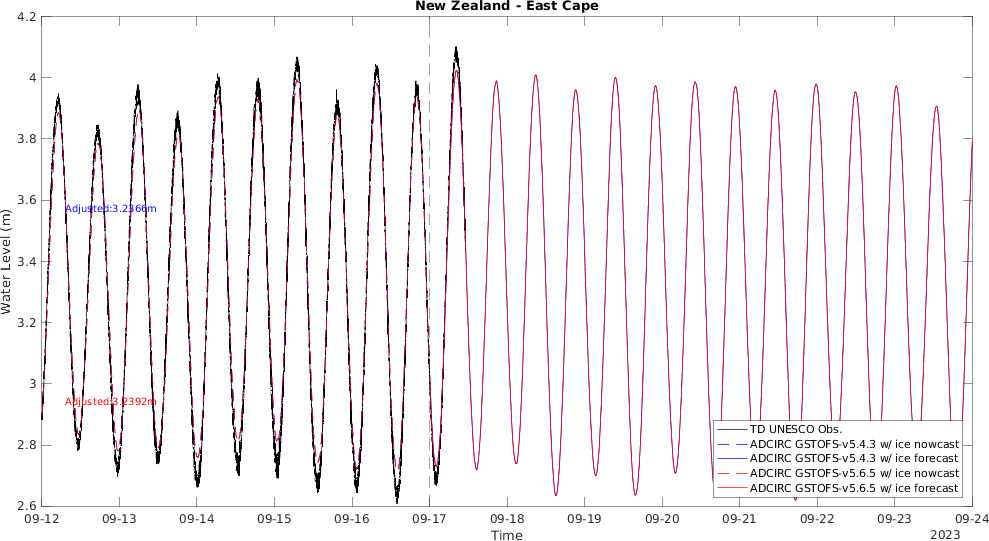 New Zealand - East Cape
4.2
4
3.8
3.6
3.4
3.2
3
2.8
2.6
Water Level (m)
Adjusted:3.2366m
Adjusted:3.2392m
TD UNESCO Obs.
ADCIRC GSTOFS-v5.4.3 w/ ice nowcast
ADCIRC GSTOFS-v5.4.3 w/ ice forecast
ADCIRC GSTOFS-v5.6.5 w/ ice nowcast
ADCIRC GSTOFS-v5.6.5 w/ ice forecast
09-12 09-13 09-14 09-15 09-16 09-17 09-18 09-19 09-20 09-21 09-22 09-23 09-24
Time
2023